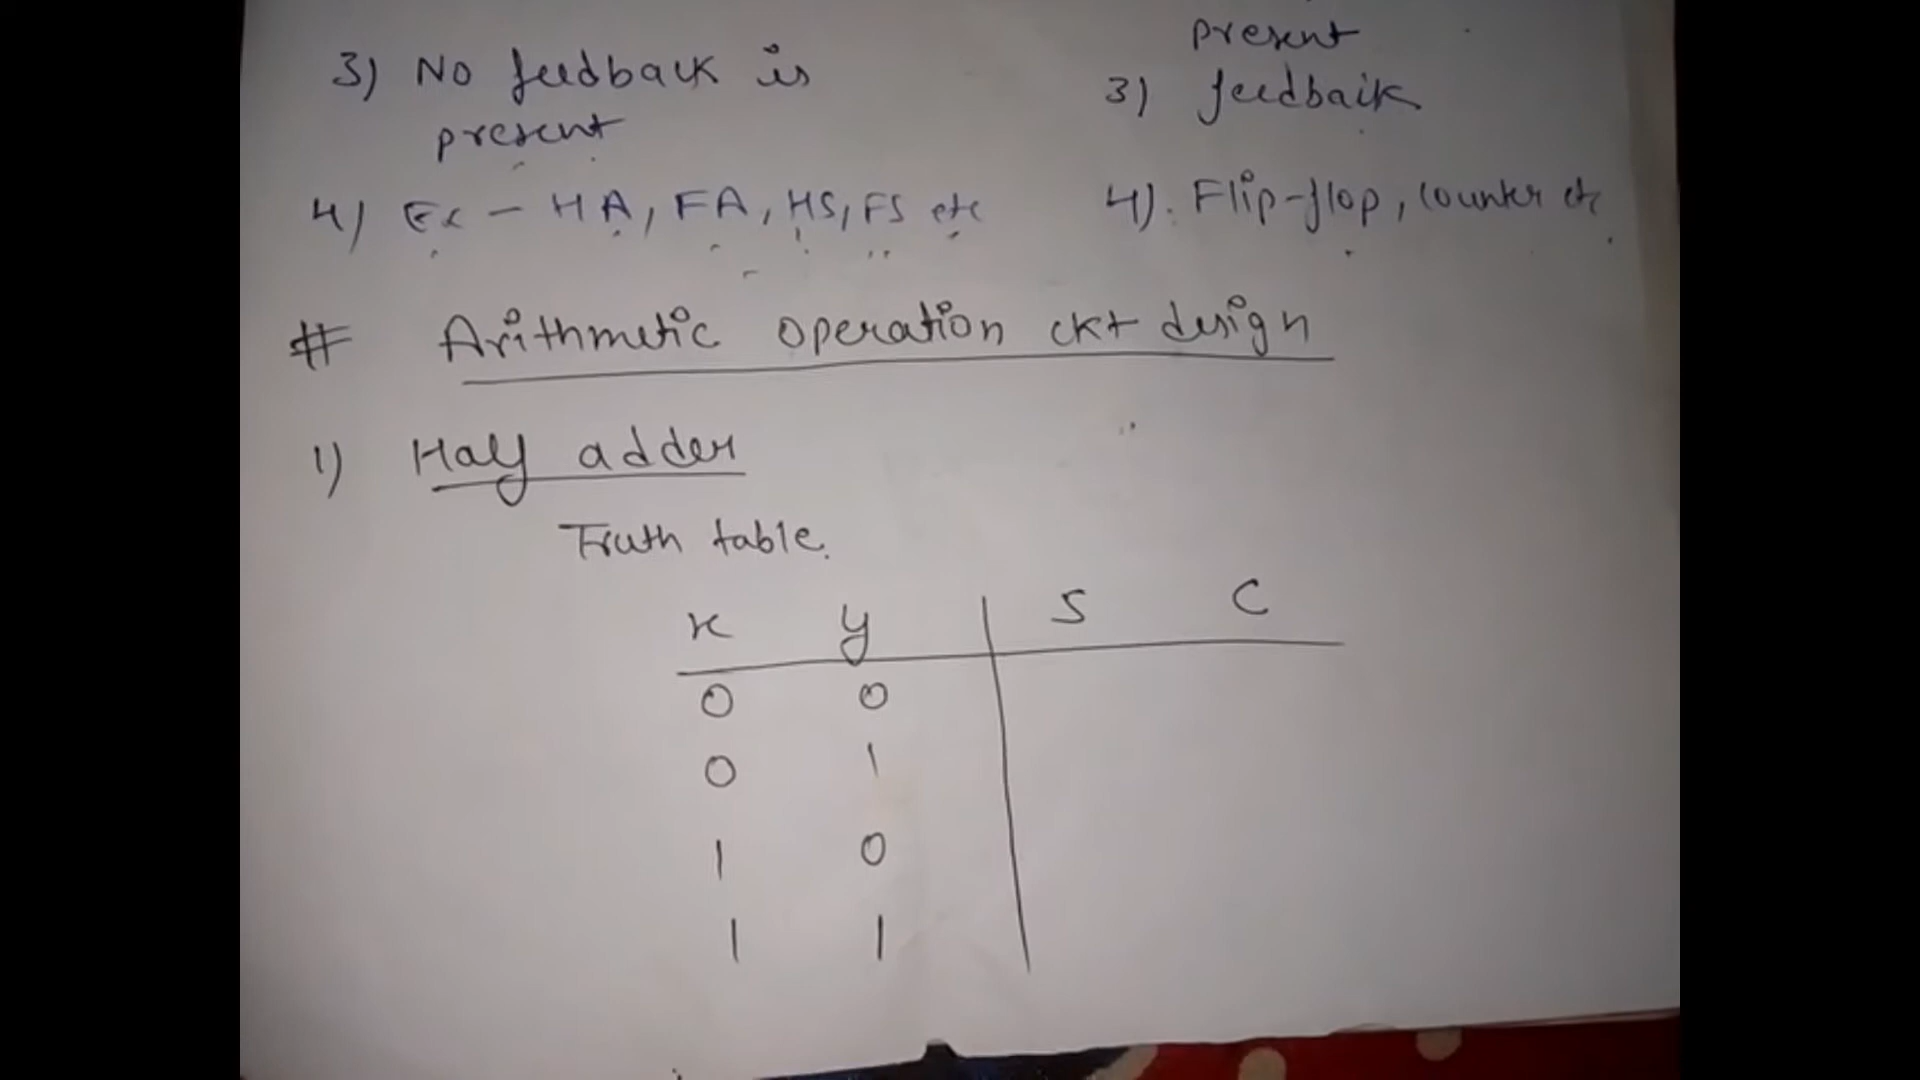 3) No feedback is
present
4) Ex - HA, FA, HS, FS etc
present
3) feedback
4). Flip-flop, counter etc
# Arithmetic operation ckt design
1) Half adder
Truth table.
x y S C
0 0
0 1
1 0
1 1